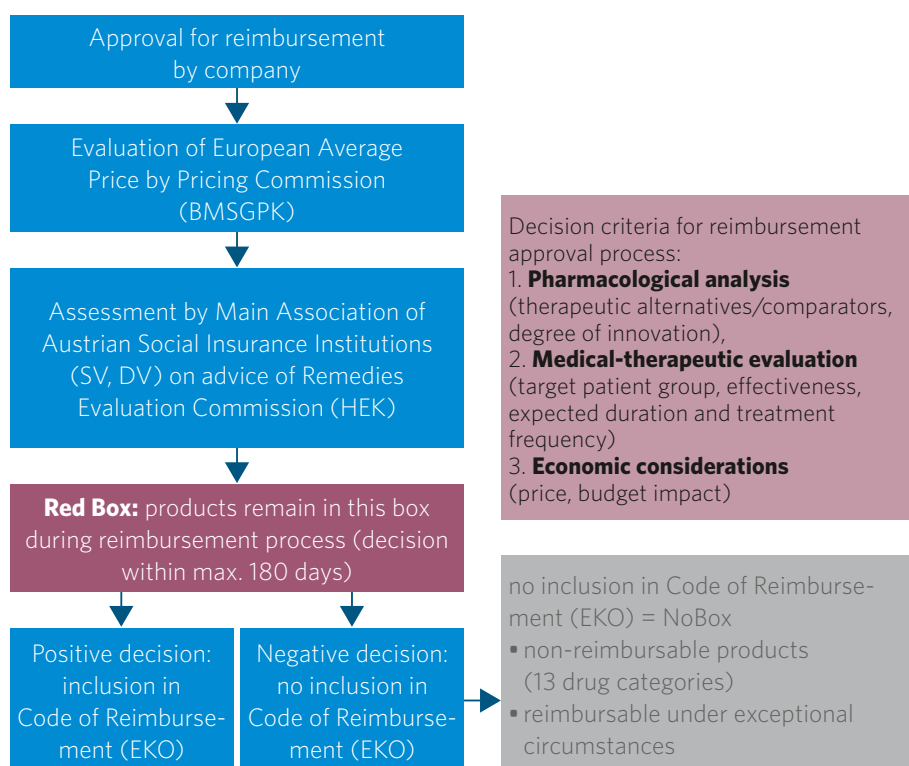 Approval for reimbursement
by company
Evaluation of European Average
Price by Pricing Commission
(BMSGPK)
Assessment by Main Association of
Austrian Social Insurance Institutions
(SV, DV) on advice of Remedies
Evaluation Commission (HEK)
Red Box: products remain in this box
during reimbursement process (decision
within max. 180 days)
Positive decision:
inclusion in
Code of Reimburse-
ment (EKO)
Negative decision:
no inclusion in
Code of Reimburse-
ment (EKO)
Decision criteria for reimbursement
approval process:
1. Pharmacological analysis
(therapeutic alternatives/comparators,
degree of innovation),
2. Medical-therapeutic evaluation
(target patient group, effectiveness,
expected duration and treatment
frequency)
3. Economic considerations
(price, budget impact)
no inclusion in Code of Reimburse-
ment (EKO) = NoBox
• non-reimbursable products
(13 drug categories)
• reimbursable under exceptional
circumstances